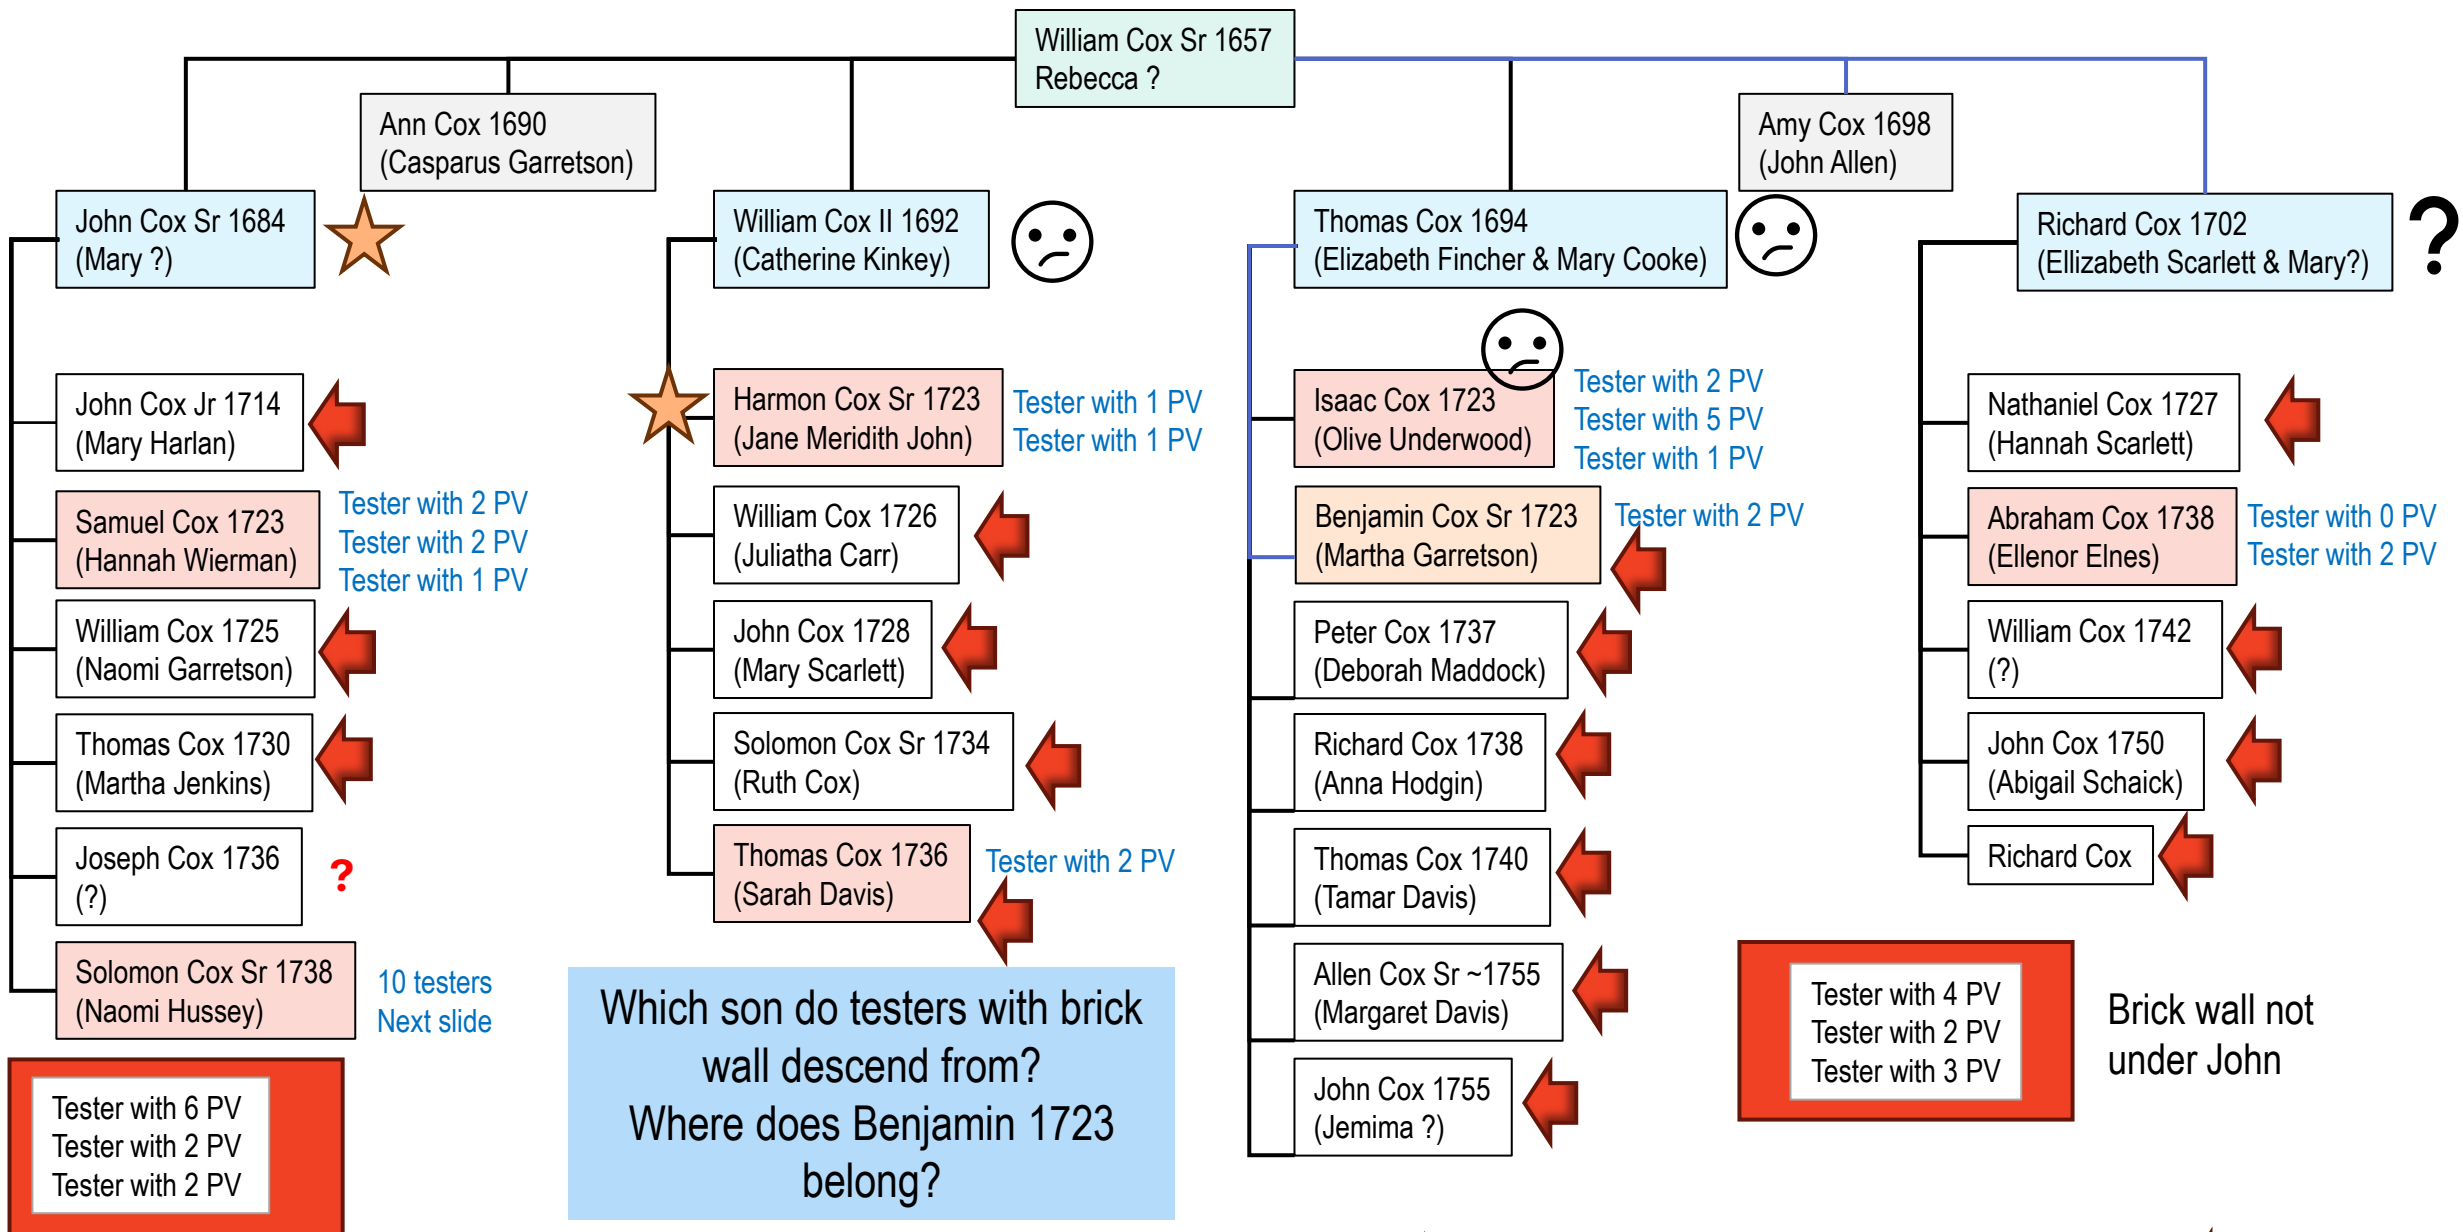 William Cox Sr 1657
Rebecca ?
Ann Cox 1690
(Casparus Garretson)
Amy Cox 1698
(John Allen)
John Cox Sr 1684
(Mary ?)
William Cox II 1692
(Catherine Kinkey)
Thomas Cox 1694
(Elizabeth Fincher & Mary Cooke)
Richard Cox 1702
(Ellizabeth Scarlett & Mary?)
?
John Cox Jr 1714
(Mary Harlan)
Samuel Cox 1723
(Hannah Wierman)
Tester with 2 PV
Tester with 2 PV
Tester with 1 PV
William Cox 1725
(Naomi Garretson)
Thomas Cox 1730
(Martha Jenkins)
Joseph Cox 1736
(?)
?
Solomon Cox Sr 1738
(Naomi Hussey)
10 testers
Next slide
Tester with 6 PV
Tester with 2 PV
Tester with 2 PV
Harmon Cox Sr 1723
(Jane Meridith John)
Tester with 1 PV
Tester with 1 PV
William Cox 1726
(Juliatha Carr)
John Cox 1728
(Mary Scarlett)
Solomon Cox Sr 1734
(Ruth Cox)
Thomas Cox 1736
(Sarah Davis)
Tester with 2 PV
Which son do testers with brick
wall descend from?
Where does Benjamin 1723
belong?
Isaac Cox 1723
(Olive Underwood)
Tester with 2 PV
Tester with 5 PV
Tester with 1 PV
Benjamin Cox Sr 1723
(Martha Garretson)
Tester with 2 PV
Peter Cox 1737
(Deborah Maddock)
Richard Cox 1738
(Anna Hodgin)
Thomas Cox 1740
(Tamar Davis)
Allen Cox Sr ~1755
(Margaret Davis)
John Cox 1755
(Jemima ?)
Nathaniel Cox 1727
(Hannah Scarlett)
Abraham Cox 1738
(Ellenor Elnes)
Tester with 0 PV
Tester with 2 PV
William Cox 1742
(?)
John Cox 1750
(Abigail Schaick)
Richard Cox
Tester with 4 PV
Tester with 2 PV
Tester with 3 PV
Brick wall not
under John